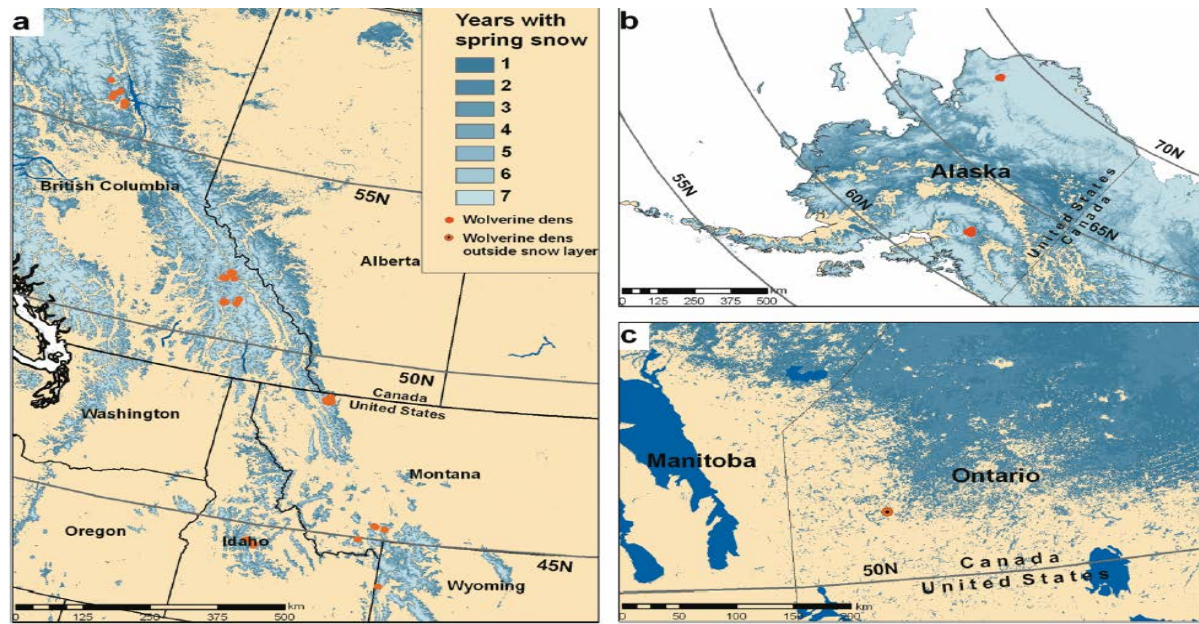 a
Years with
spring snow
1
2
3
4
5
6
7
Wolverine dens
Wolverine dens
outside snow layer
British Columbia
55N
Alberta
50N
Canada
United States
Washington
Montana
Oregon
Idaho
45N
Wyoming
0
125
250
500
km
b
70N
Alaska
55N
60N
65N
United States
Canada
0
125
250
375
500
km
c
Manitoba
Ontario
50N
Canada
United States
0
50
100
150
200
km